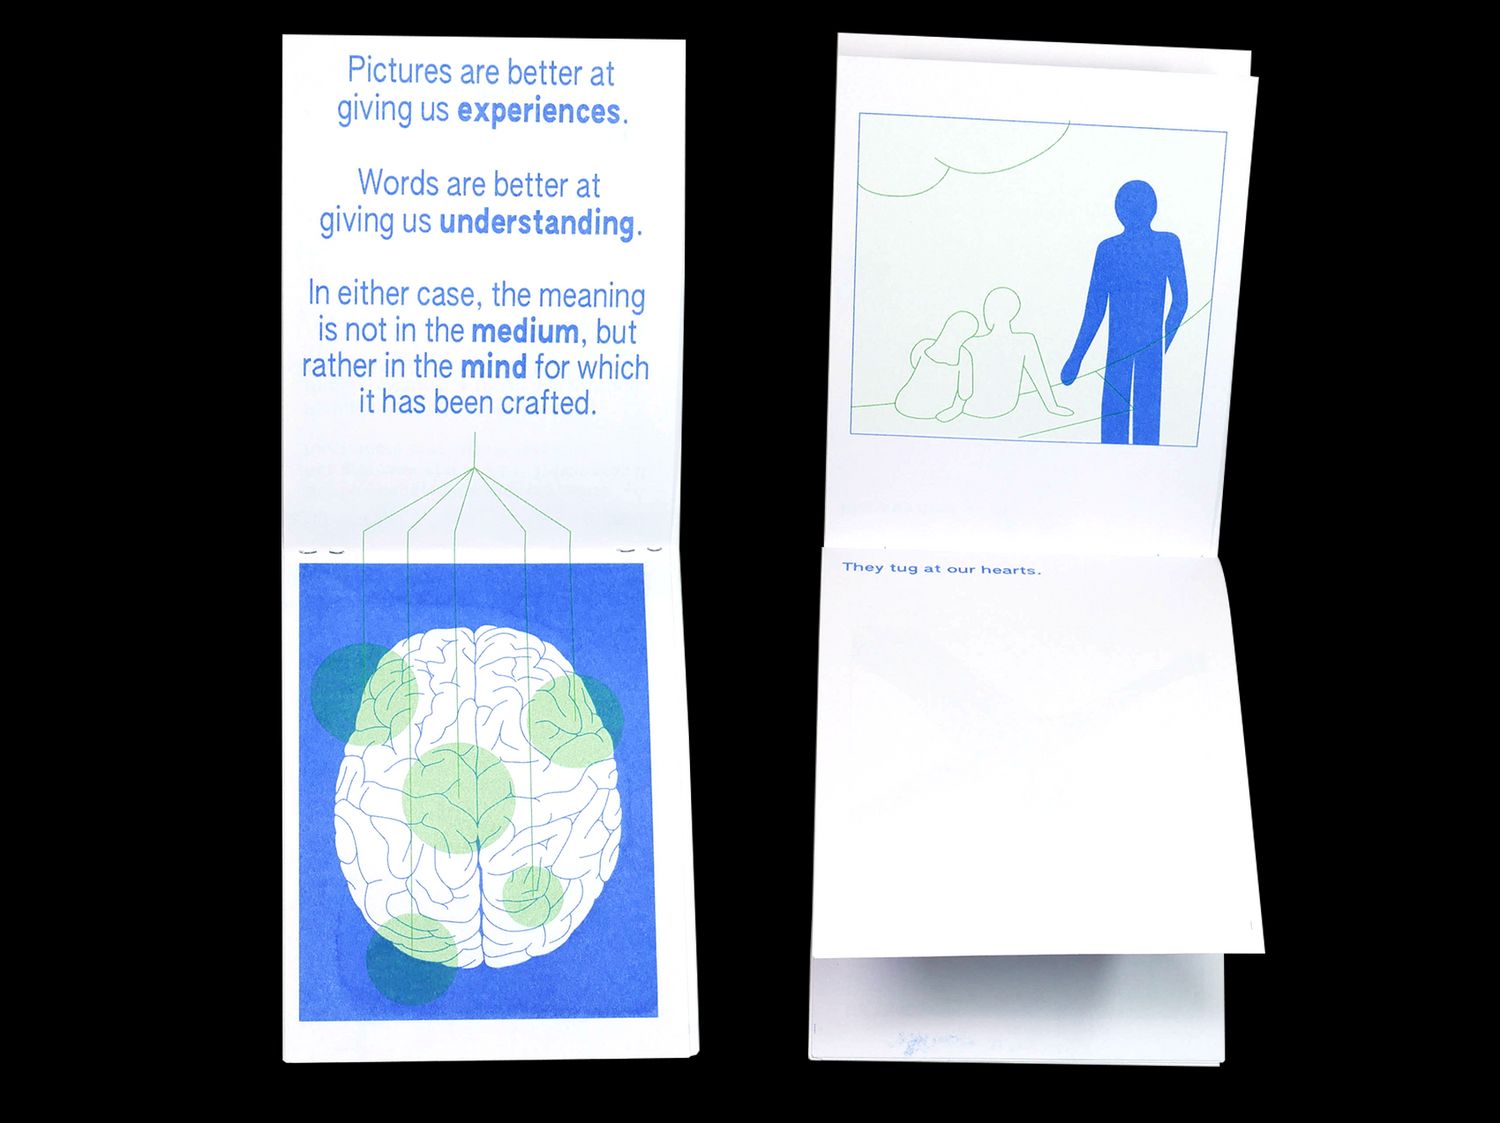 Pictures are better at
giving us experiences.
Words are better at
giving us understanding.
In either case, the meaning
is not in the medium, but
rather in the mind for which
it has been crafted.
They tug at our hearts.